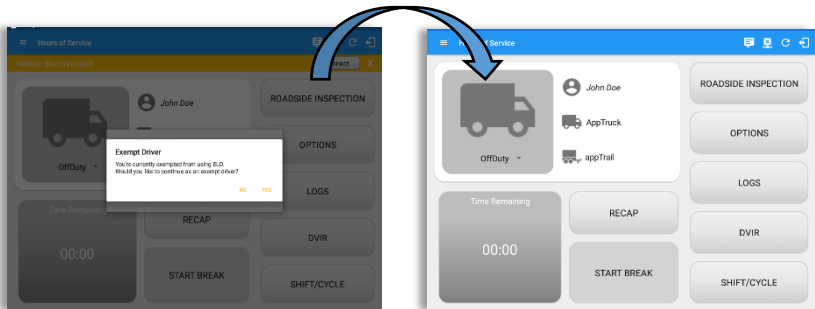 Hours of Service
Vehicle disconnected
X
John Doe
ROADSIDE INSPECTION
OPTIONS
OffDuty
Exempt Driver
You're currently exempted from using ELD.
Would you like to continue as an exempt driver?
NO YES
LOGS
Time Remaining
RECAP
DVIR
00:00
START BREAK
SHIFT/CYCLE
Service
John Doe
ROADSIDE INSPECTION
AppTruck
OPTIONS
OffDuty
appTrail
LOGS
Time Remaining
RECAP
DVIR
00:00
START BREAK
SHIFT/CYCLE